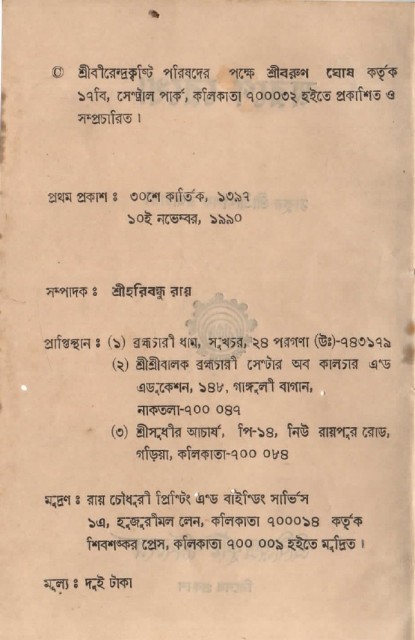 © শ্রীবীরেন্দ্রকৃষ্টি পরিষদের পক্ষে শ্রীবরুণ ঘোষ কর্তৃক
১৭বি, সেন্ট্রাল পার্ক, কলিকাতা ৭০০০৩২ হইতে প্রকাশিত ও
সম্প্রচারিত।
প্রথম প্রকাশ : ৩০শে কার্তিক, ১৩৯৭
১০ই নভেম্বর, ১৯৯০
সম্পাদক : শ্রীহরিবন্ধু রায়
প্রাপ্তিস্থান : (১) ব্রহ্মচারী ধাম, সুখচর, ২৪ পরগণা (উঃ)-৭৪৩১৭৯
(২) শ্রীশ্রীবালক ব্রহ্মচারী সেন্টার অব কালচার এণ্ড
এডুকেশন, ১৪৮, গাঙ্গুলী বাগান,
নাকতলা-৭০০ ০৪৭
(৩) শ্রীসুধীর আচার্য, পি-১৪, নিউ রায়পুর রোড,
গড়িয়া, কলিকাতা-৭০০ ০৮৪
মুদ্রণ : রায় চৌধুরী প্রিন্টিং এণ্ড বাইণ্ডিং সার্ভিস
১এ, হুজুরীমল লেন, কলিকাতা ৭০০০১৪ কর্তৃক
শিবশঙ্কর প্রেস, কলিকাতা ৭০০ ০০৯ হইতে মুদ্রিত।
মূল্য : দুই টাকা